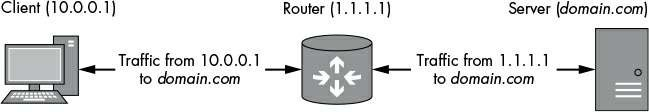 Client (10.0.0.1)
Router (1.1.1.1)
Server (domain.com)
Traffic from 10.0.0.1
to domain.com
Traffic from 1.1.1.1
to domain.com